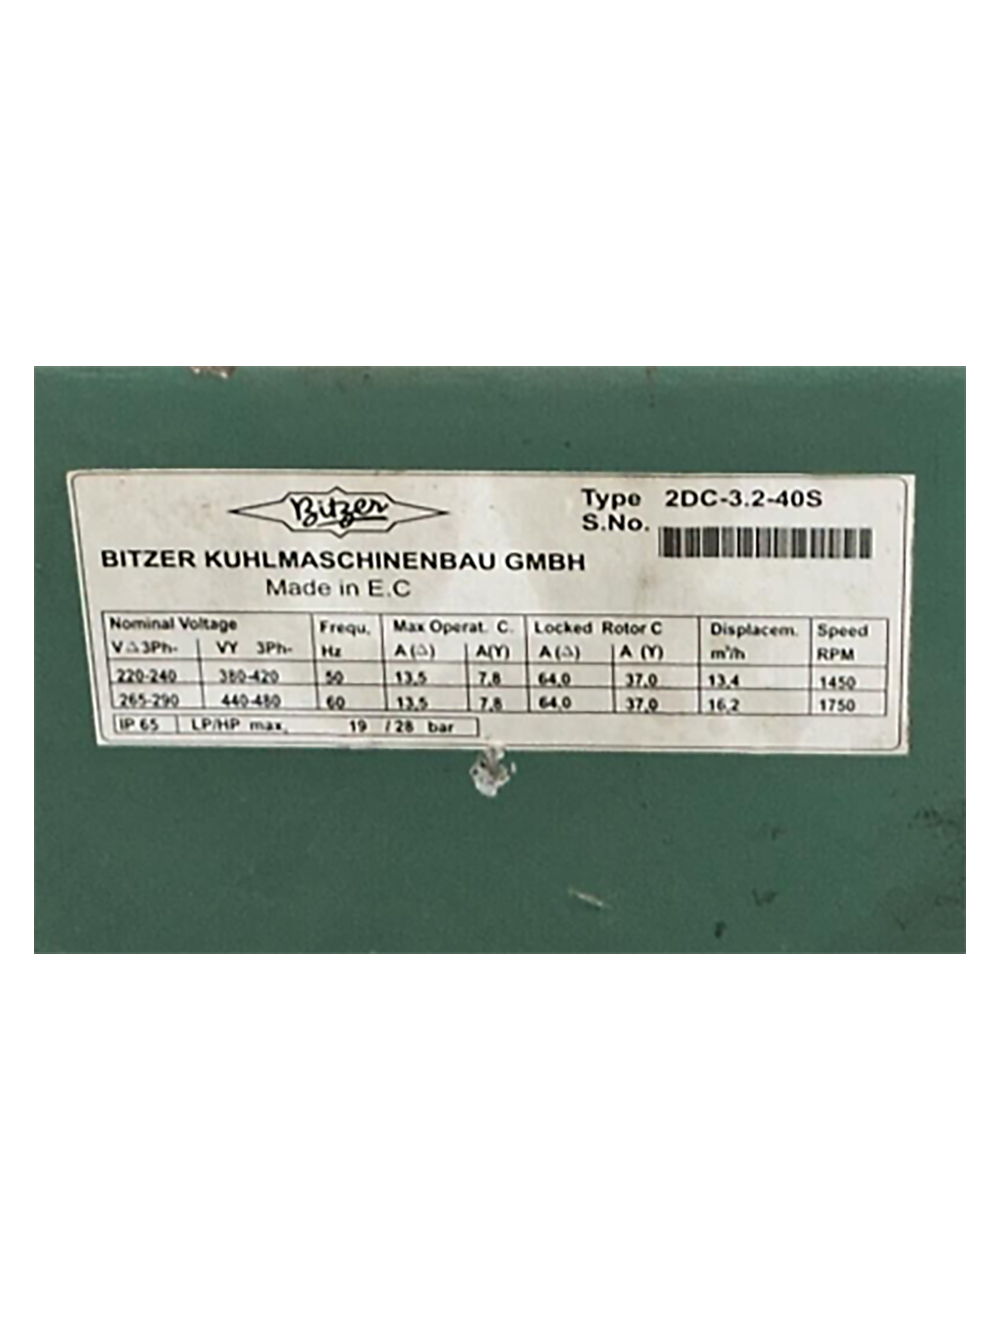 Bitzer
Type 2DC-3.2-40S
S.No.
BITZER KUHLMASCHINENBAU GMBH
Made in E.C
Nominal Voltage Frequ. Max Operat. C. Locked Rotor C Displacem. Speed
V△3Ph- VY 3Ph- Hz A(△) A(Y) A(△) A (Y) m³/h RPM
220-240 380-420 50 13,5 7,8 64,0 37,0 13,4 1450
265-290 440-480 60 13,5 7,8 64,0 37,0 16,2 1750
IP 65 LP/HP max, 19 /28 bar